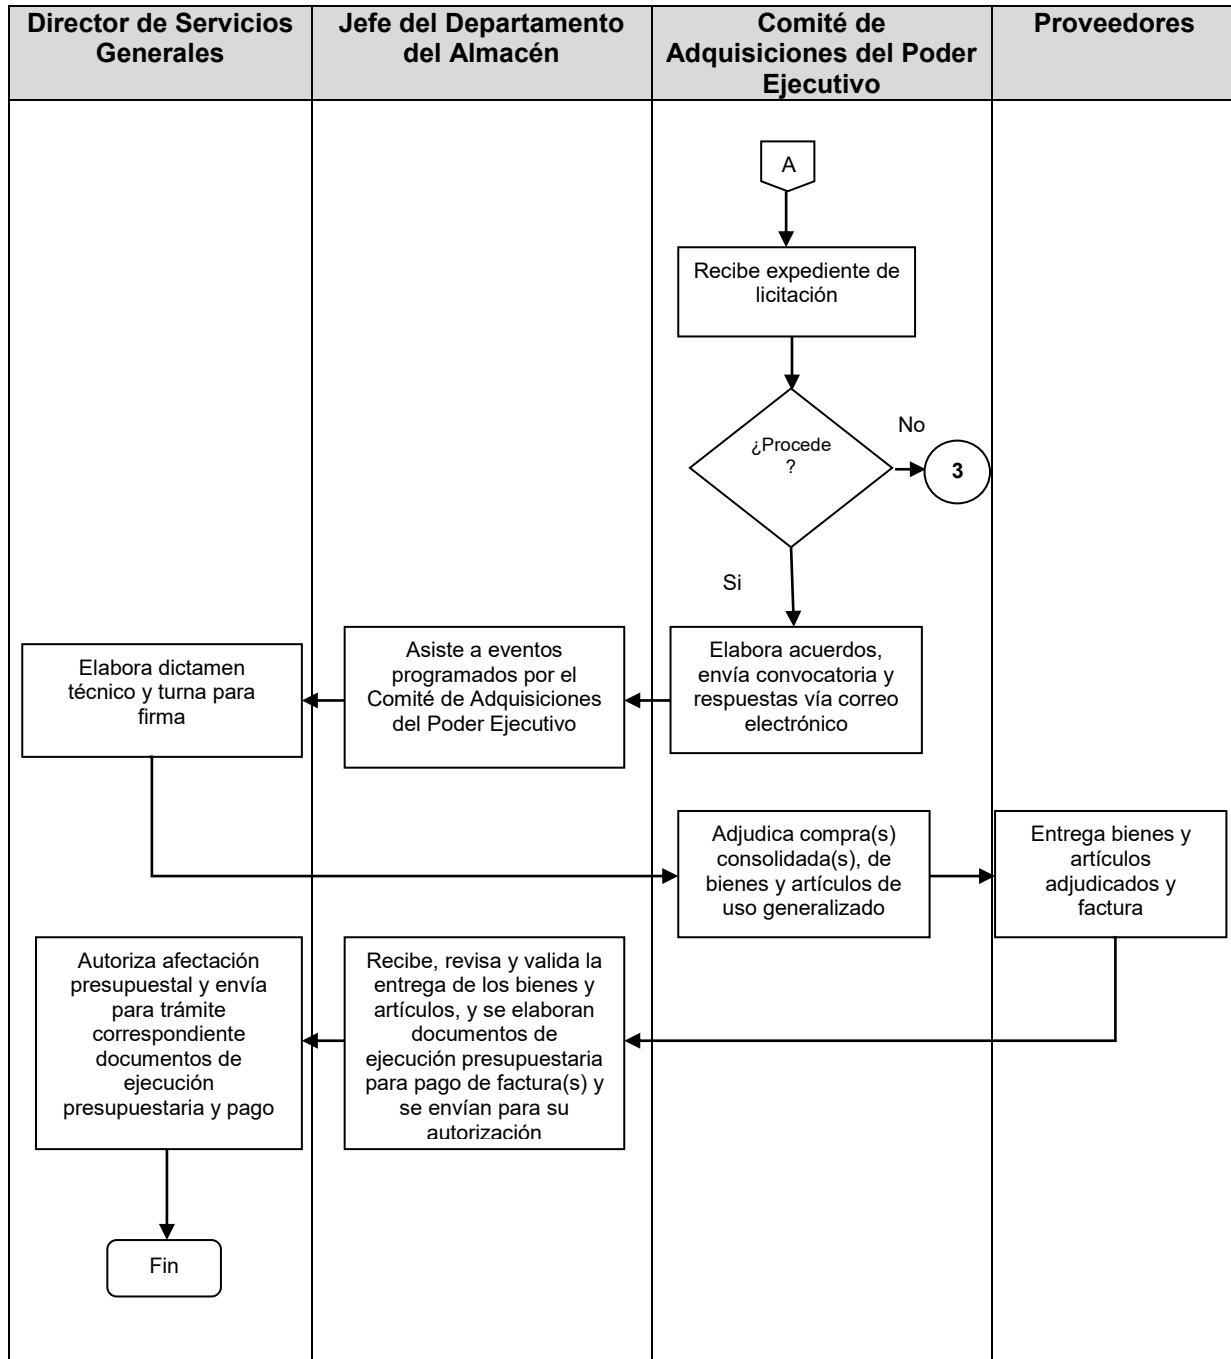 Director de Servicios
Generales
Jefe del Departamento
del Almacén
Comité de
Adquisiciones del Poder
Ejecutivo
Proveedores
A
Recibe expediente de
licitación
¿Procede
?
No
3
Si
Elabora acuerdos,
envía convocatoria y
respuestas vía correo
electrónico
Asiste a eventos
programados por el
Comité de Adquisiciones
del Poder Ejecutivo
Elabora dictamen
técnico y turna para
firma
Adjudica compra(s)
consolidada(s), de
bienes y artículos de
uso generalizado
Entrega bienes y
artículos
adjudicados y
factura
Recibe, revisa y valida la
entrega de los bienes y
artículos, y se elaboran
documentos de
ejecución presupuestaria
para pago de factura(s) y
se envían para su
autorización
Autoriza afectación
presupuestal y envía
para trámite
correspondiente
documentos de
ejecución
presupuestaria y pago
Fin